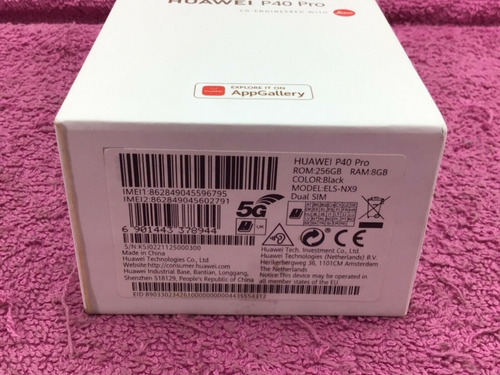 HUAWEI P40 Pro
CO-ENGINEERED WITH
EXPLORE IT ON
AppGallery
HUAWEI P40 Pro
ROM:256GB RAM:8GB
COLOR:Black
MODEL:ELS-NX9
Dual SIM
IMEI1:862849045596795
IMEI2:862849045602791
5G
UK
6 901443 378944
S/N:K5J0221125000300
Made in China
Huawei Technologies Co., Ltd.
Website:http://consumer.huawei.com
Huawei Industrial Base, Bantian, Longgang,
Shenzhen 518129, People's Republic of China
Huawei Tech. Investment Co., Ltd.
Huawei Technologies (Netherlands) B.V.
Herikerbergweg 36, 1101CM Amsterdam
The Netherlands
Notice:This device may be operated in
all member states of the EU.